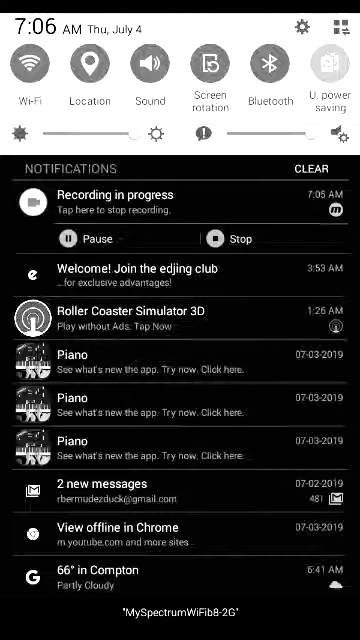 7:06 AM Thu, July 4
Wi-Fi
Location
Sound
Screen
rotation
Bluetooth
U. power
saving
NOTIFICATIONS
CLEAR
Recording in progress
7:05 AM
Tap here to stop recording.
Pause
Stop
Welcome! Join the edjing club
3:53 AM
...for exclusive advantages!
Roller Coaster Simulator 3D
1:26 AM
Play without Ads. Tap Now
Piano
07-03-2019
See what's new the app. Try now. Click here.
Piano
07-03-2019
See what's new the app. Try now. Click here.
Piano
07-03-2019
See what's new the app. Try now. Click here.
2 new messages
07-02-2019
rbermudezduck@gmail.com
481
View offline in Chrome
07-03-2019
m.youtube.com and more sites
66° in Compton
6:41 AM
Partly Cloudy
"MySpectrumWiFib8-2G"